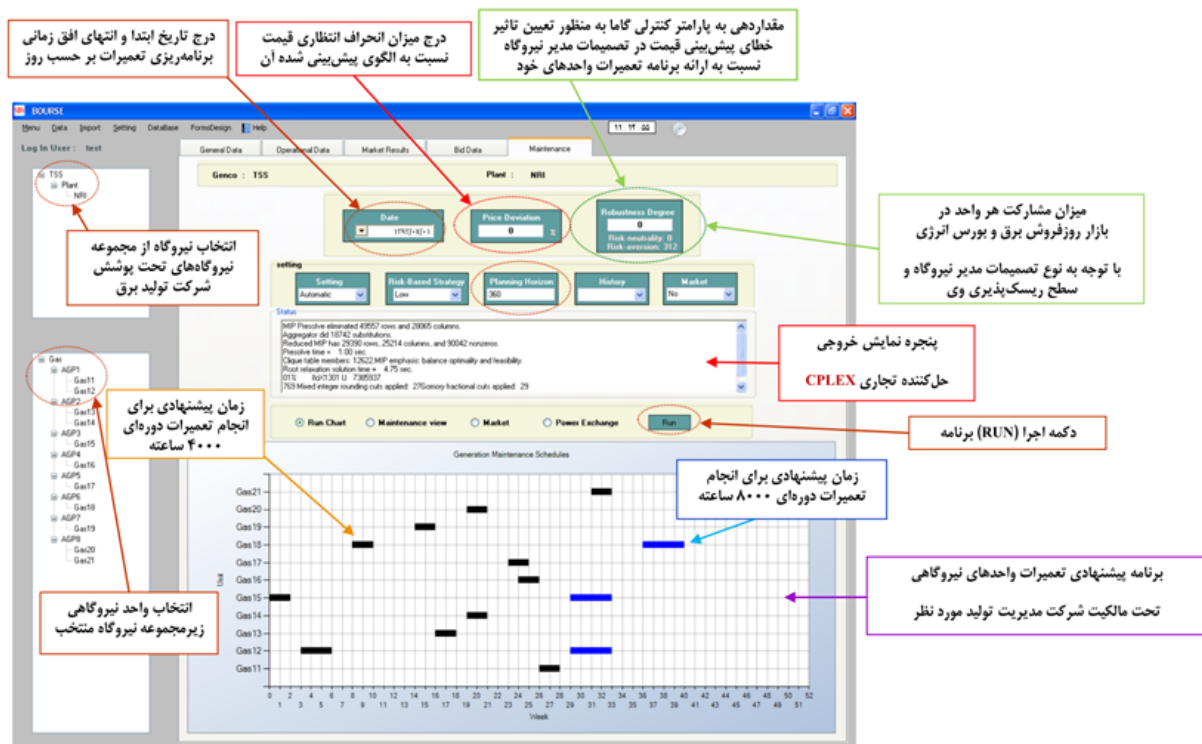 درج تاریخ ابتدا و انتهای افق زمانی
برنامه‌ریزی تعمیرات بر حسب روز
درج میزان انحراف انتظاری قیمت
نسبت به الگوی پیش‌بینی شده آن
مقداردهی به پارامتر کنترلی گاما به منظور تعیین تاثیر
خطای پیش‌بینی قیمت در تصمیمات مدیر نیروگاه
نسبت به ارائه برنامه تعمیرات واحدهای خود
BOURSE
Menu Data Import Setting DataBase FormsDesign Help
۱۱ : ۲۴ : ۵۵
Log In User : test
General Data Operational Data Market Results Bid Data Maintenance
TSS
Plant
NRI
Genco : TSS Plant : NRI
Date
Price Deviation
0 %
Robustness Degree
0
Risk-neutrality: 0
Risk-aversion: 312
انتخاب نیروگاه از مجموعه
نیروگاه‌های تحت پوشش
شرکت تولید برق
میزان مشارکت هر واحد در
بازار روزفروش برق و بورس انرژی
با توجه به نوع تصمیمات مدیر نیروگاه و
سطح ریسک‌پذیری وی
setting
Setting Risk-Based Strategy Planning Horizon History Market
Automatic Low 360 No
Status
MIP Presolve eliminated 49557 rows and 28065 columns.
Aggregator did 18742 substitutions.
Reduced MIP has 29390 rows, 25214 columns, and 90042 nonzeros.
Presolve time = 1.00 sec.
Clique table members: 12622.MIP emphasis: balance optimality and feasibility.
Root relaxation solution time = 4.75 sec.
769 Mixed integer rounding cuts applied: 27Gomory fractional cuts applied: 29
پنجره نمایش خروجی
حل‌کننده تجاری CPLEX
Gas
AGP1
Gas11
Gas12
AGP2
Gas13
Gas14
AGP3
Gas15
AGP4
Gas16
AGP5
Gas17
AGP6
Gas18
AGP7
Gas19
AGP8
Gas20
Gas21
زمان پیشنهادی برای
انجام تعمیرات دوره‌ای
۴۰۰۰ ساعته
Run Chart Maintenance view Market Power Exchange Run
دکمه اجرا (RUN) برنامه
Generation Maintenance Schedules
زمان پیشنهادی برای انجام
تعمیرات دوره‌ای ۸۰۰۰ ساعته
Unit
Gas21
Gas20
Gas19
Gas18
Gas17
Gas16
Gas15
Gas14
Gas13
Gas12
Gas11
برنامه پیشنهادی تعمیرات واحدهای نیروگاهی
تحت مالکیت شرکت مدیریت تولید مورد نظر
انتخاب واحد نیروگاهی
زیرمجموعه نیروگاه منتخب
0 2 4 6 8 10 12 14 16 18 20 22 24 26 28 30 32 34 36 38 40 42 44 46 48 50 52
1 3 5 7 9 11 13 15 17 19 21 23 25 27 29 31 33 35 37 39 41 43 45 47 49 51
Week